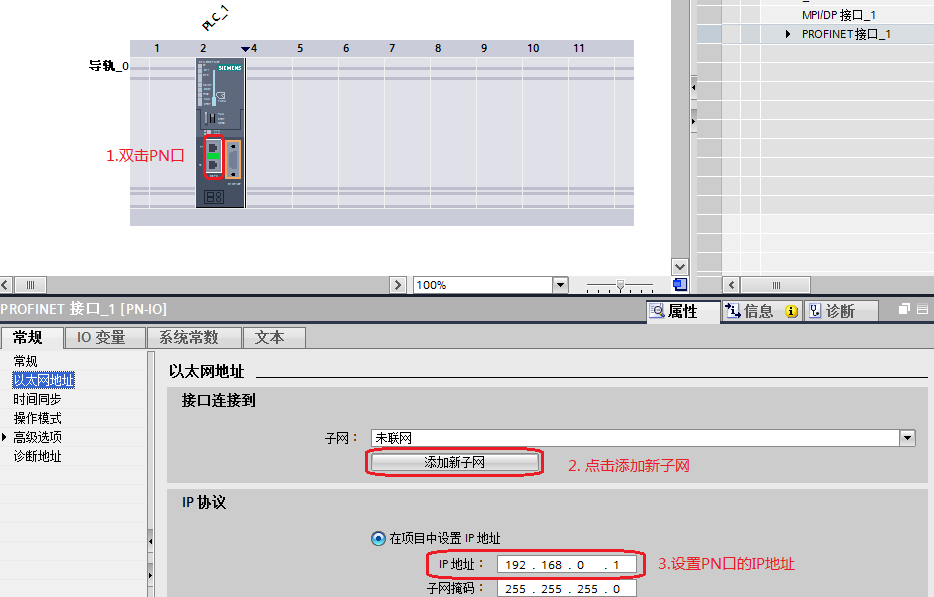 PLC_1
MPI/DP 接口_1
PROFINET 接口_1
1 2 4 5 6 7 8 9 10 11
导轨_0
SIEMENS
1.双击PN口
100%
PROFINET 接口_1 [PN-IO]
属性 信息 诊断
常规 IO 变量 系统常数 文本
常规
以太网地址
时间同步
操作模式
高级选项
诊断地址
以太网地址
接口连接到
子网：
未联网
添加新子网
2. 点击添加新子网
IP 协议
在项目中设置 IP 地址
IP 地址：
192 . 168 . 0 . 1
3.设置PN口的IP地址
子网掩码：
255 . 255 . 255 . 0